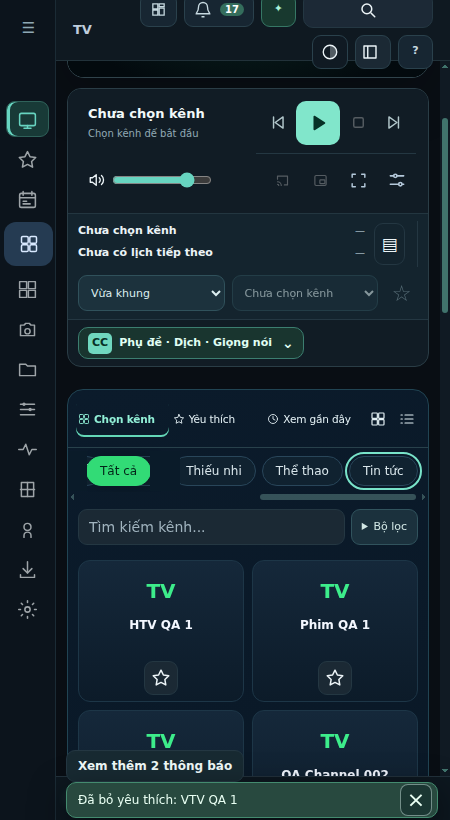 ☰
17
TV
?
Chưa chọn kênh
Chọn kênh để bắt đầu
Chưa chọn kênh —
Chưa có lịch tiếp theo —
Vừa khung Chưa chọn kênh
CC Phụ đề · Dịch · Giọng nói
Chọn kênh Yêu thích Xem gần đây
Tất cả Thiếu nhi Thể thao Tin tức
Tìm kiếm kênh... Bộ lọc
TV TV
HTV QA 1 Phim QA 1
TV TV
QA Channel 002
Xem thêm 2 thông báo
Đã bỏ yêu thích: VTV QA 1